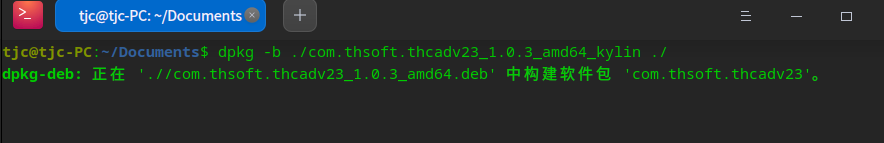 tjc@tjc-PC: ~/Documents
tjc@tjc-PC:~/Documents$ dpkg -b ./com.thsoft.thcadv23_1.0.3_amd64_kylin ./
dpkg-deb: 正在 './/com.thsoft.thcadv23_1.0.3_amd64.deb' 中构建软件包 'com.thsoft.thcadv23'。